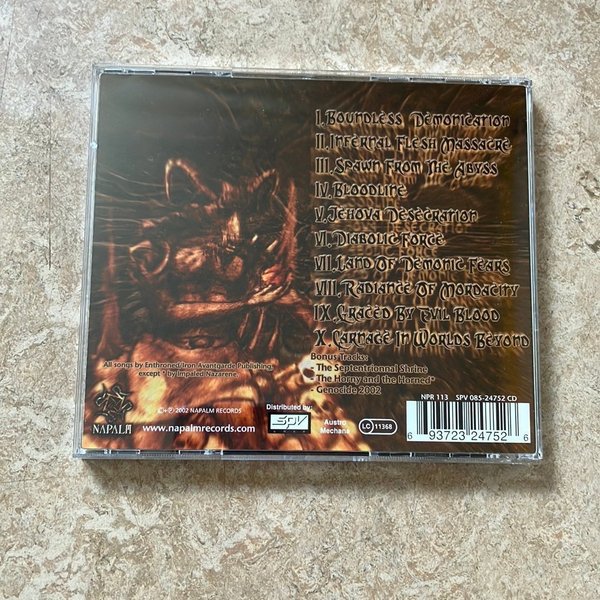 I. Boundless Demonication
II. Infernal Flesh Massacre
III. Spawn From The Abyss
IV. Bloodline
V. Jehova Desecration
VI. Diabolic Force
VII. Land Of Demonic Fears
VIII. Radiance Of Mordacity
IX. Graced By Evil Blood
X. Carnage In Worlds Beyond
Bonus Tracks:
- The Septentrionnal Shrine
- The Horny and the Horned*
- Genocide 2002
All songs by Enthroned/Iron Avantgarde Publishing,
except * by Impaled Nazarene.
NAPALM
©+℗ 2002 NAPALM RECORDS
www.napalmrecords.com
Distributed by:
SPV
Austro
Mechana
LC 11368
NPR 113 SPV 085-24752 CD
6 93723 24752 6